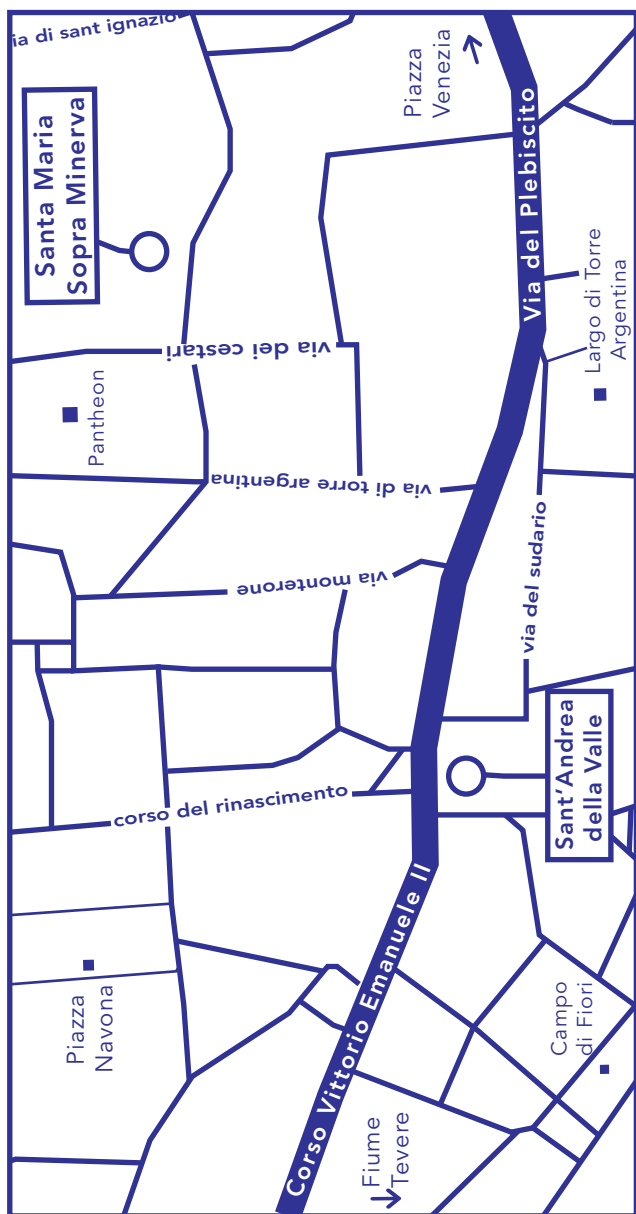 ia di sant ignazio
Santa Maria
Sopra Minerva
Piazza
Venezia
Via del Plebiscito
Largo di Torre
Argentina
via dei cestari
Pantheon
via di torre argentina
via monterone
via del sudario
Sant'Andrea
della Valle
corso del rinascimento
Corso Vittorio Emanuele II
Piazza
Navona
Campo
di Fiori
Fiume
Tevere